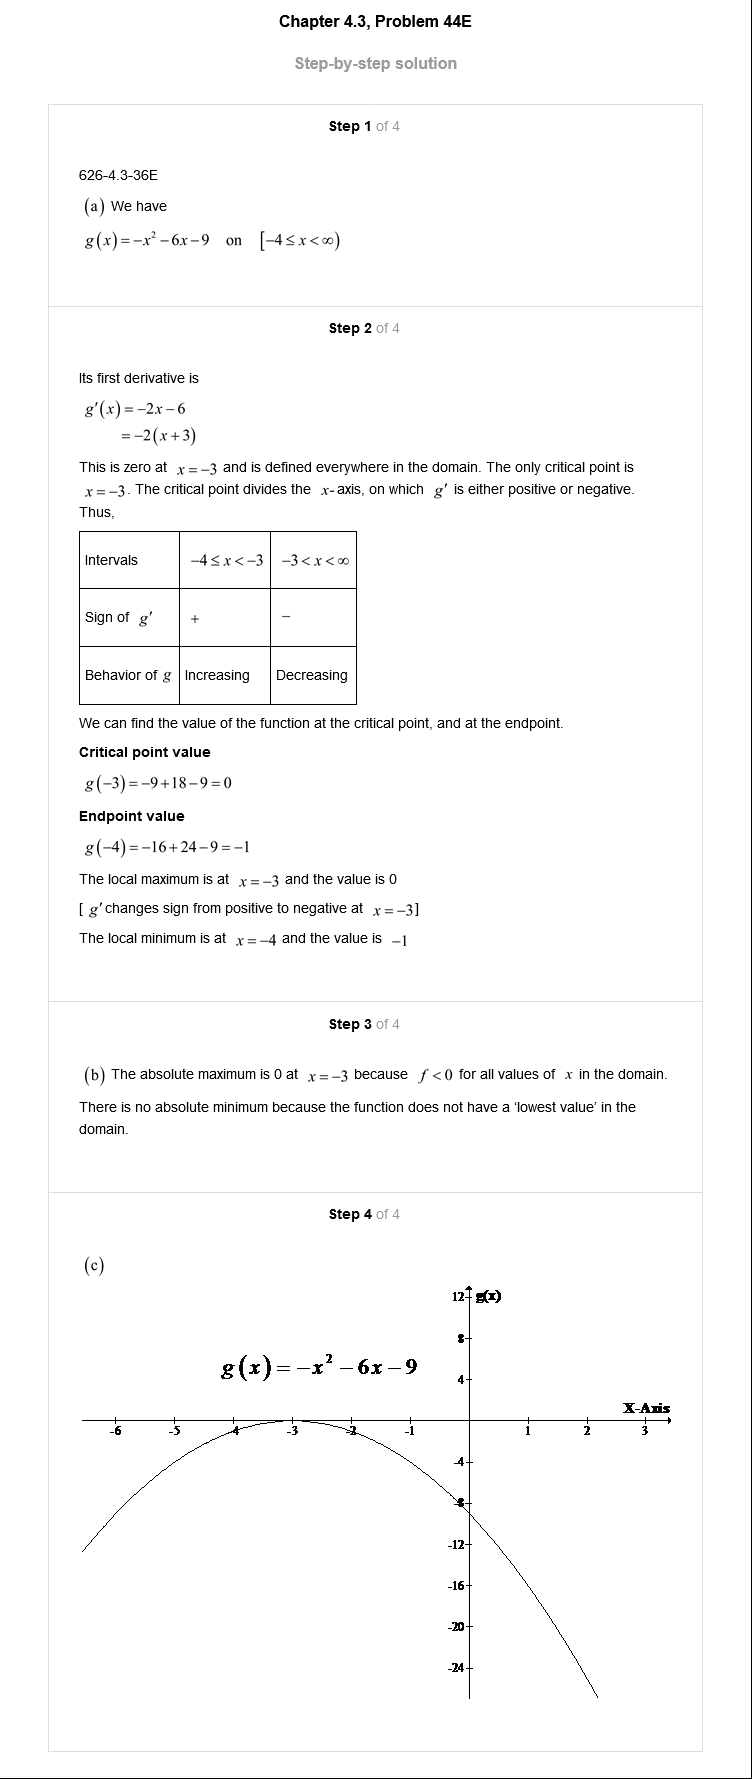 Chapter 4.3, Problem 44E
Step-by-step solution
Step 1 of 4
626-4.3-36E
(a) We have
g(x)=−x²−6x−9 on [−4≤x<∞)
Step 2 of 4
Its first derivative is
g′(x)=−2x−6
=−2(x+3)
This is zero at x=−3 and is defined everywhere in the domain. The only critical point is
x=−3. The critical point divides the x-axis, on which g′ is either positive or negative.
Thus,
Intervals −4≤x<−3 −3<x<∞
Sign of g′ + −
Behavior of g Increasing Decreasing
We can find the value of the function at the critical point, and at the endpoint.
Critical point value
g(−3)=−9+18−9=0
Endpoint value
g(−4)=−16+24−9=−1
The local maximum is at x=−3 and the value is 0
[ g′ changes sign from positive to negative at x=−3]
The local minimum is at x=−4 and the value is −1
Step 3 of 4
(b) The absolute maximum is 0 at x=−3 because f<0 for all values of x in the domain.
There is no absolute minimum because the function does not have a 'lowest value' in the
domain.
Step 4 of 4
(c)
12 g(x)
8
g(x)=−x²−6x−9
4
X-Axis
-6 -5 -4 -3 -2 -1 1 2 3
-4
-8
-12
-16
-20
-24